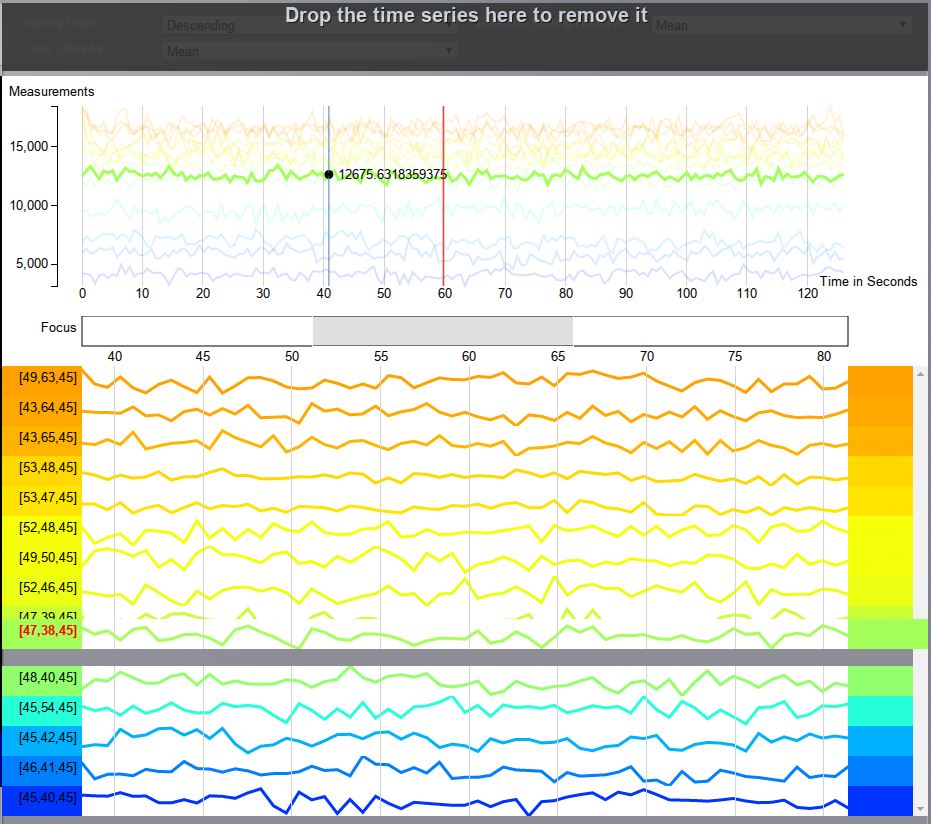 Drop the time series here to remove it
Sorting Order: Descending Mean
Color Lines by: Mean
Measurements
15,000
12675.6318359375
10,000
5,000
Time in Seconds
0 10 20 30 40 50 60 70 80 90 100 110 120
Focus
40 45 50 55 60 65 70 75 80
[49,63,45]
[43,64,45]
[43,65,45]
[53,48,45]
[53,47,45]
[52,48,45]
[49,50,45]
[52,46,45]
[47,39,45]
[47,38,45]
[48,40,45]
[45,54,45]
[45,42,45]
[46,41,45]
[45,40,45]